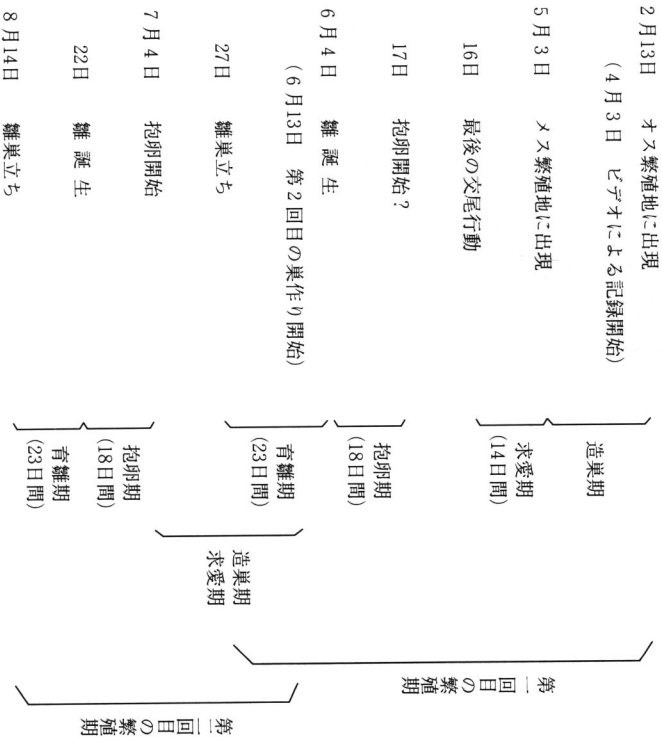 2月13日 オス繁殖地に出現
(4月3日 ビデオによる記録開始)
5月3日 メス繁殖地に出現
16日 最後の交尾行動
17日 抱卵開始?
6月4日 雛誕生
(6月13日 第2回目の巣作り開始)
27日 雛巣立ち
7月4日 抱卵開始
22日 雛誕生
8月14日 雛巣立ち
造巣期
求愛期
(14日間)
抱卵期
(18日間)
育雛期
(23日間)
抱卵期
(18日間)
育雛期
(23日間)
造巣期
求愛期
第一回目の繁殖期
第二回目の繁殖期